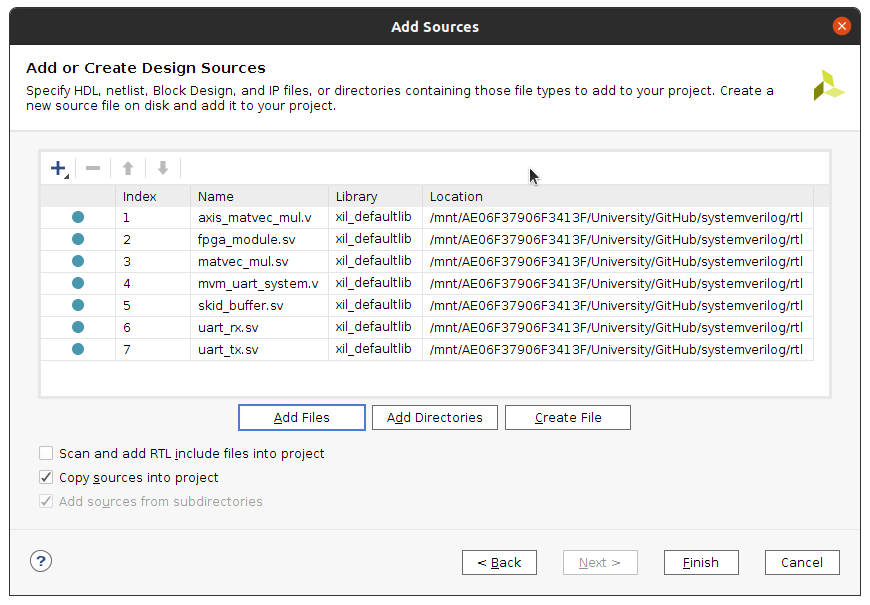 Add Sources
Add or Create Design Sources
Specify HDL, netlist, Block Design, and IP files, or directories containing those file types to add to your project. Create a
new source file on disk and add it to your project.
Index Name Library Location
1 axis_matvec_mul.v xil_defaultlib /mnt/AE06F37906F3413F/University/GitHub/systemverilog/rtl
2 fpga_module.sv xil_defaultlib /mnt/AE06F37906F3413F/University/GitHub/systemverilog/rtl
3 matvec_mul.sv xil_defaultlib /mnt/AE06F37906F3413F/University/GitHub/systemverilog/rtl
4 mvm_uart_system.v xil_defaultlib /mnt/AE06F37906F3413F/University/GitHub/systemverilog/rtl
5 skid_buffer.sv xil_defaultlib /mnt/AE06F37906F3413F/University/GitHub/systemverilog/rtl
6 uart_rx.sv xil_defaultlib /mnt/AE06F37906F3413F/University/GitHub/systemverilog/rtl
7 uart_tx.sv xil_defaultlib /mnt/AE06F37906F3413F/University/GitHub/systemverilog/rtl
Add Files Add Directories Create File
Scan and add RTL include files into project
Copy sources into project
Add sources from subdirectories
? < Back Next > Finish Cancel